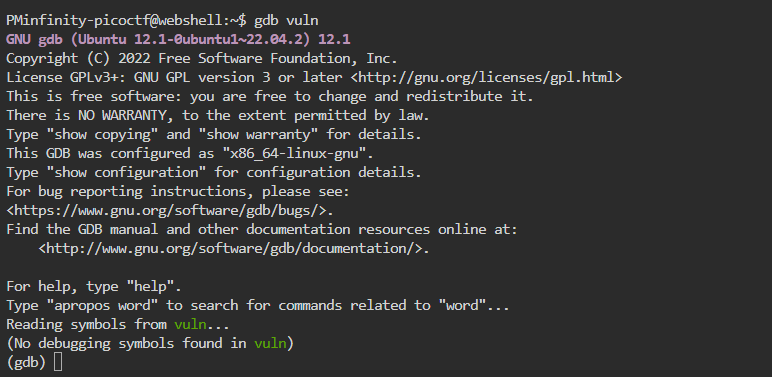 PMinfinity-picoctf@webshell:~$ gdb vuln
GNU gdb (Ubuntu 12.1-0ubuntu1~22.04.2) 12.1
Copyright (C) 2022 Free Software Foundation, Inc.
License GPLv3+: GNU GPL version 3 or later <http://gnu.org/licenses/gpl.html>
This is free software: you are free to change and redistribute it.
There is NO WARRANTY, to the extent permitted by law.
Type "show copying" and "show warranty" for details.
This GDB was configured as "x86_64-linux-gnu".
Type "show configuration" for configuration details.
For bug reporting instructions, please see:
<https://www.gnu.org/software/gdb/bugs/>.
Find the GDB manual and other documentation resources online at:
    <http://www.gnu.org/software/gdb/documentation/>.

For help, type "help".
Type "apropos word" to search for commands related to "word"...
Reading symbols from vuln...
(No debugging symbols found in vuln)
(gdb)